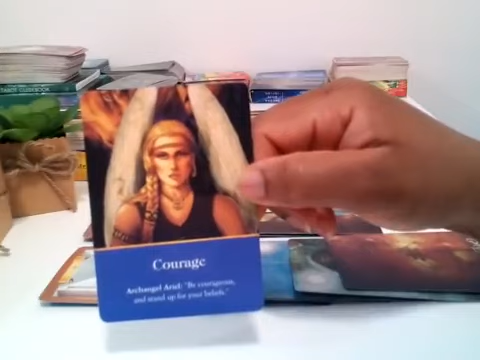 Courage
Archangel Ariel: "Be courageous,
and stand up for your beliefs."